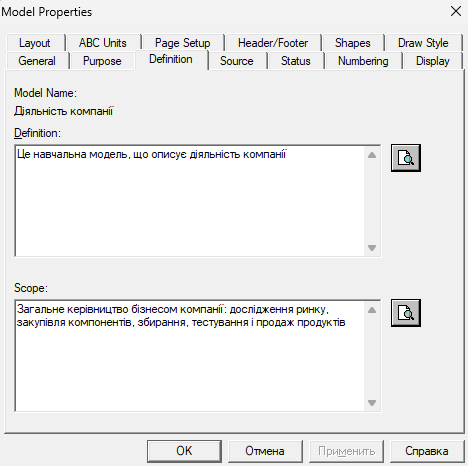 Model Properties
Layout ABC Units Page Setup Header/Footer Shapes Draw Style
General Purpose Definition Source Status Numbering Display
Model Name:
Діяльність компанії
Definition:
Це навчальна модель, що описує діяльність компанії
Scope:
Загальне керівництво бізнесом компанії: дослідження ринку,
закупівля компонентів, збирання, тестування і продаж продуктів
OK Отмена Применить Справка